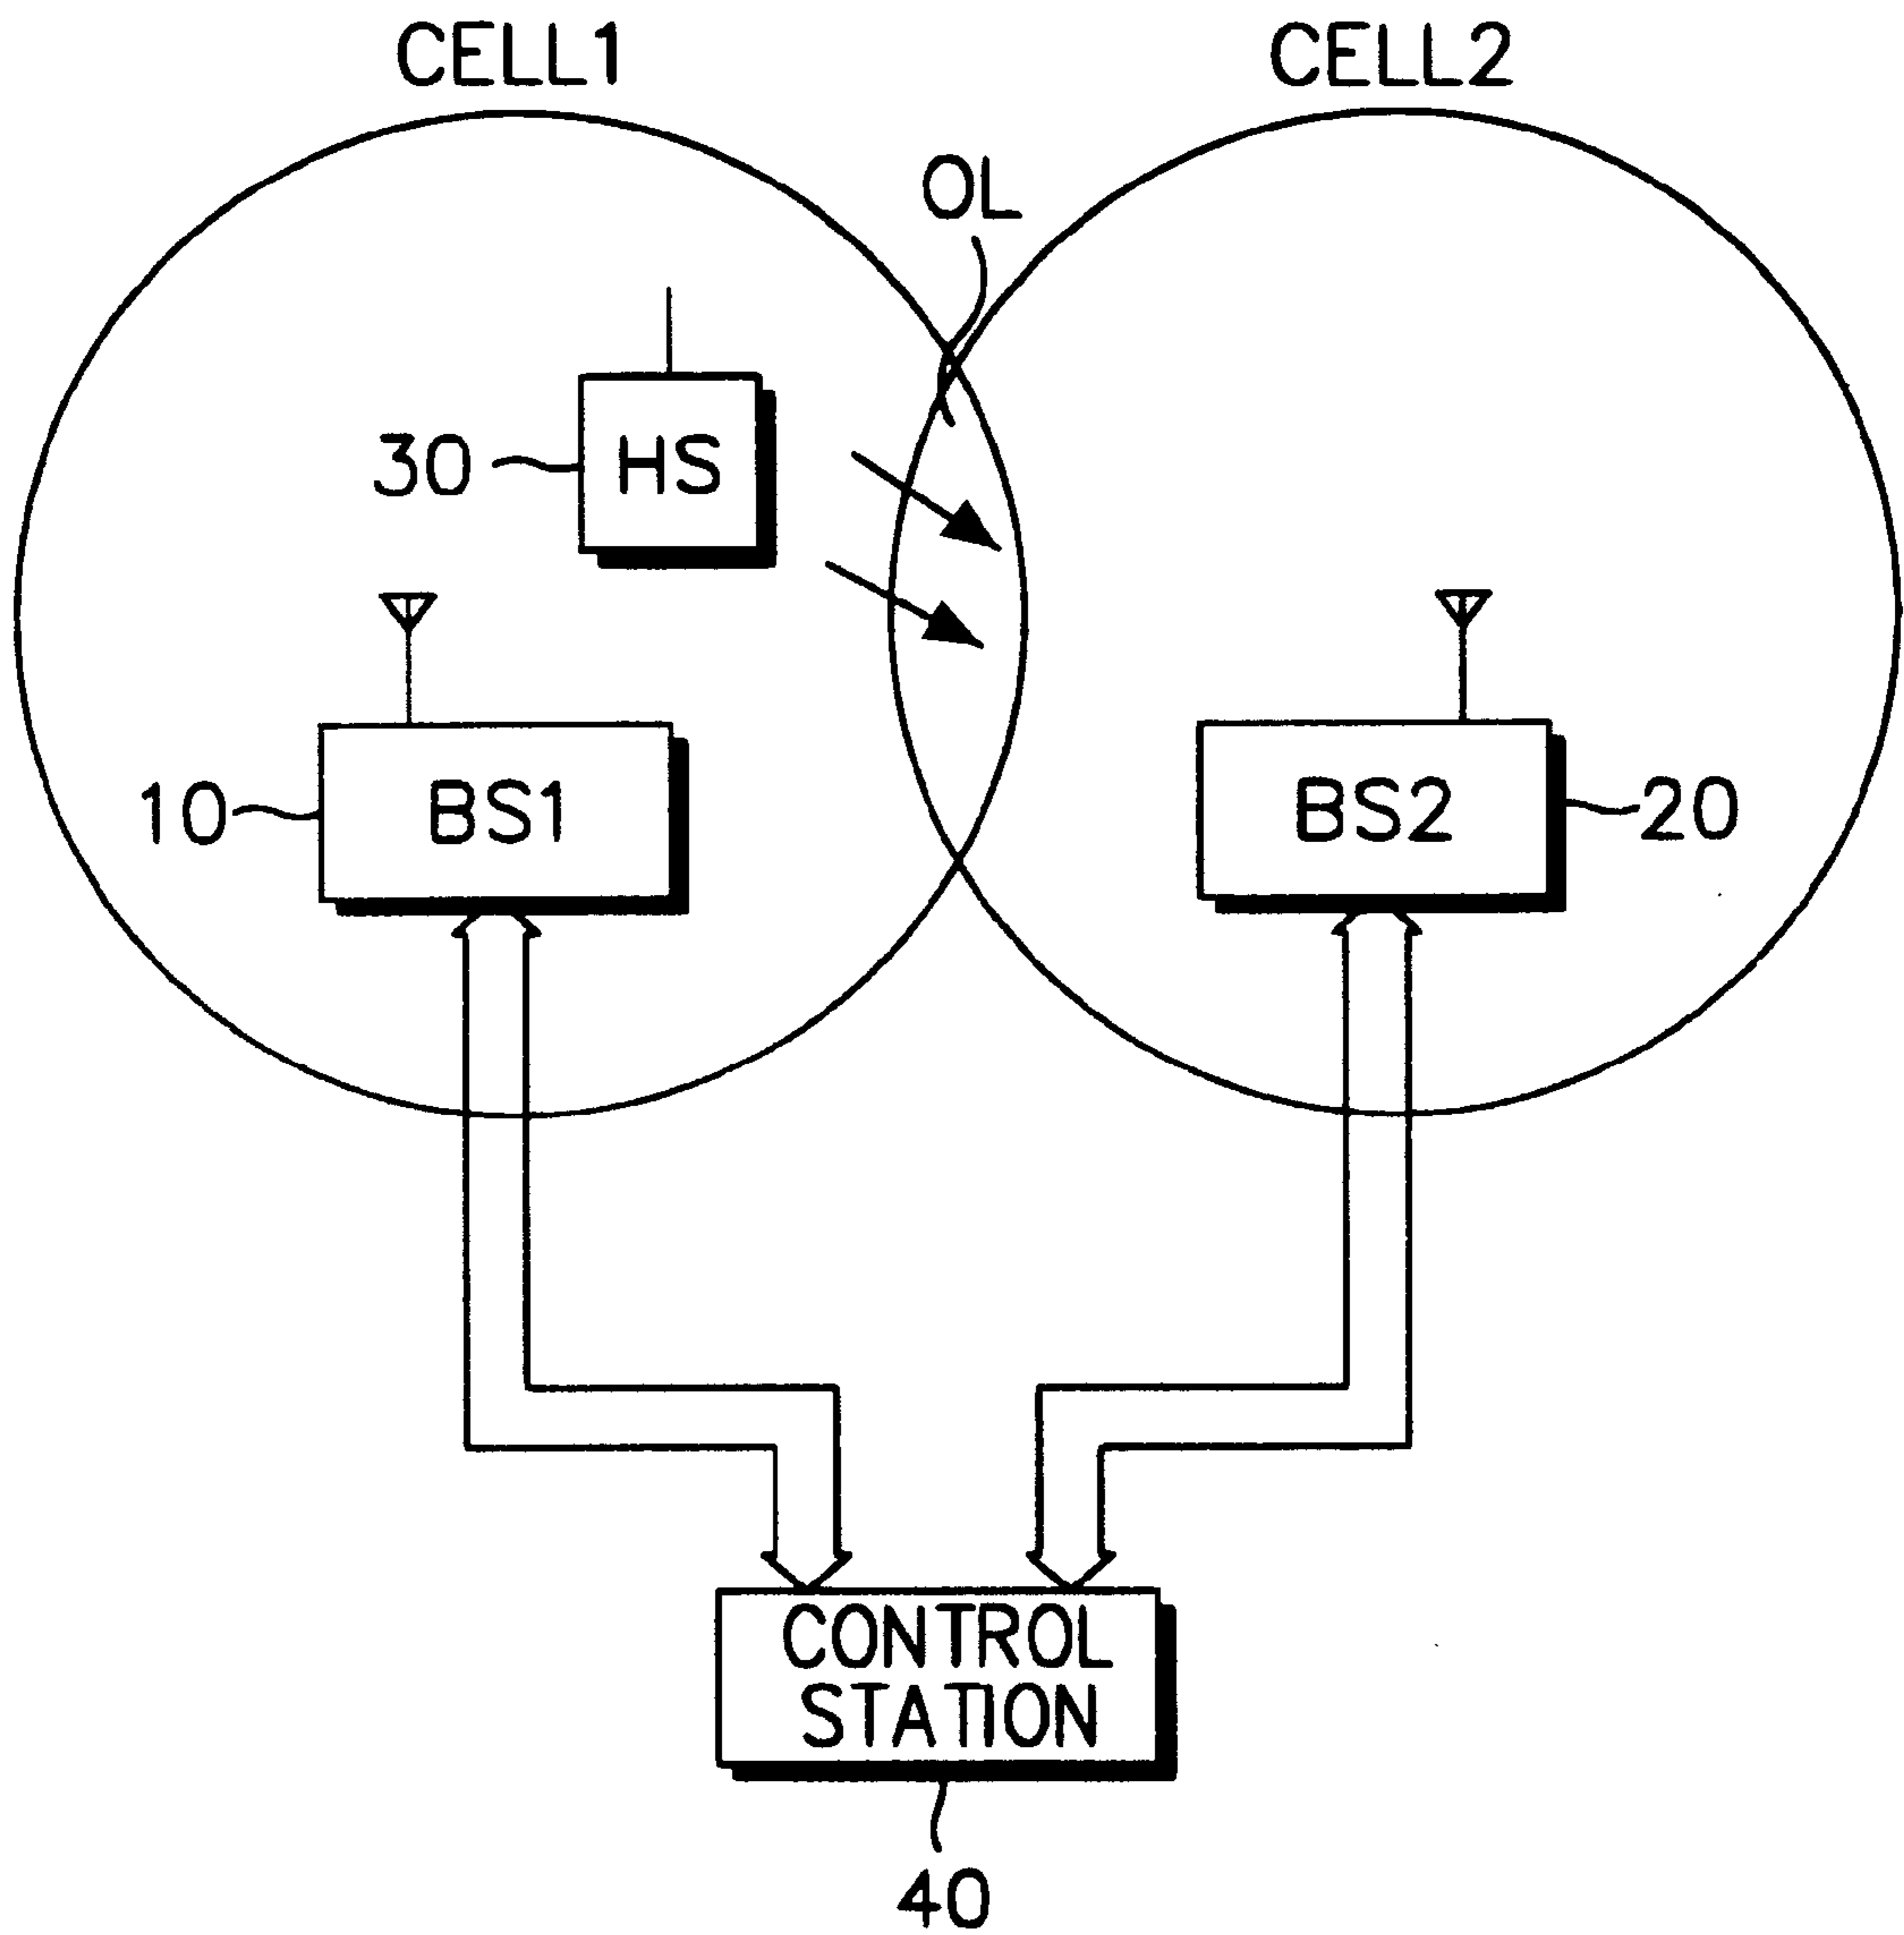 CELL1
CELL2
OL
30
HS
10
BS1
BS2
20
CONTROL
STATION
40